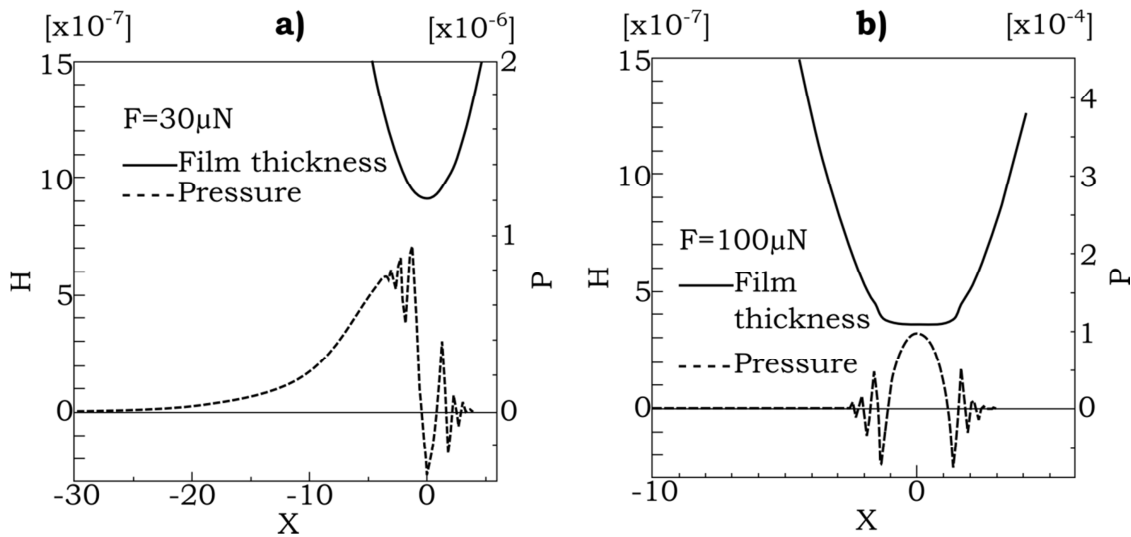 [x10-7] a) [x10-6]
15
10
5
0
H
F=30µN
Film thickness
Pressure
2
1
0
P
-30 -20 -10 0
X
[x10-7] b) [x10-4]
15
10
5
0
H
F=100µN
Film
thickness
Pressure
4
3
2
1
0
P
-10 0
X